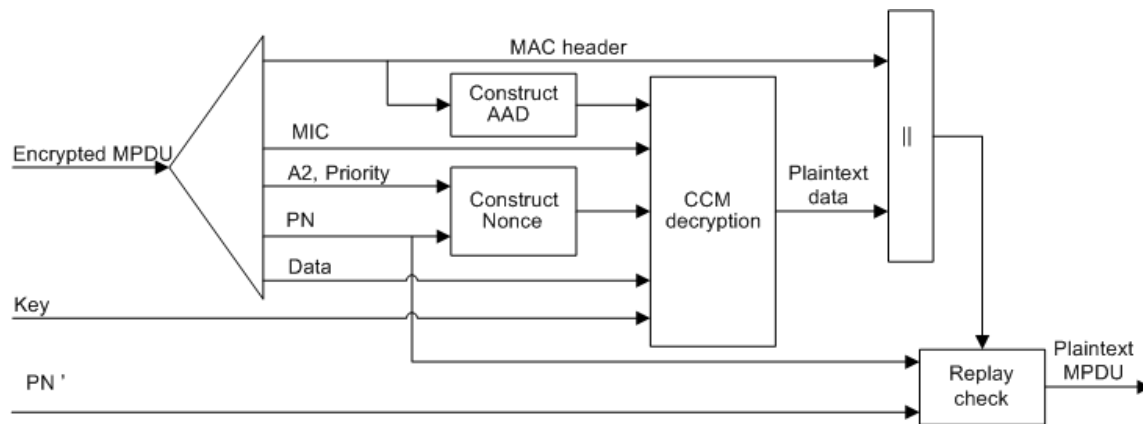 MAC header
Construct
AAD
MIC
Encrypted MPDU
A2, Priority
Construct
Nonce
PN
Data
Key
PN '
CCM
decryption
Plaintext
data
||
Replay
check
Plaintext
MPDU